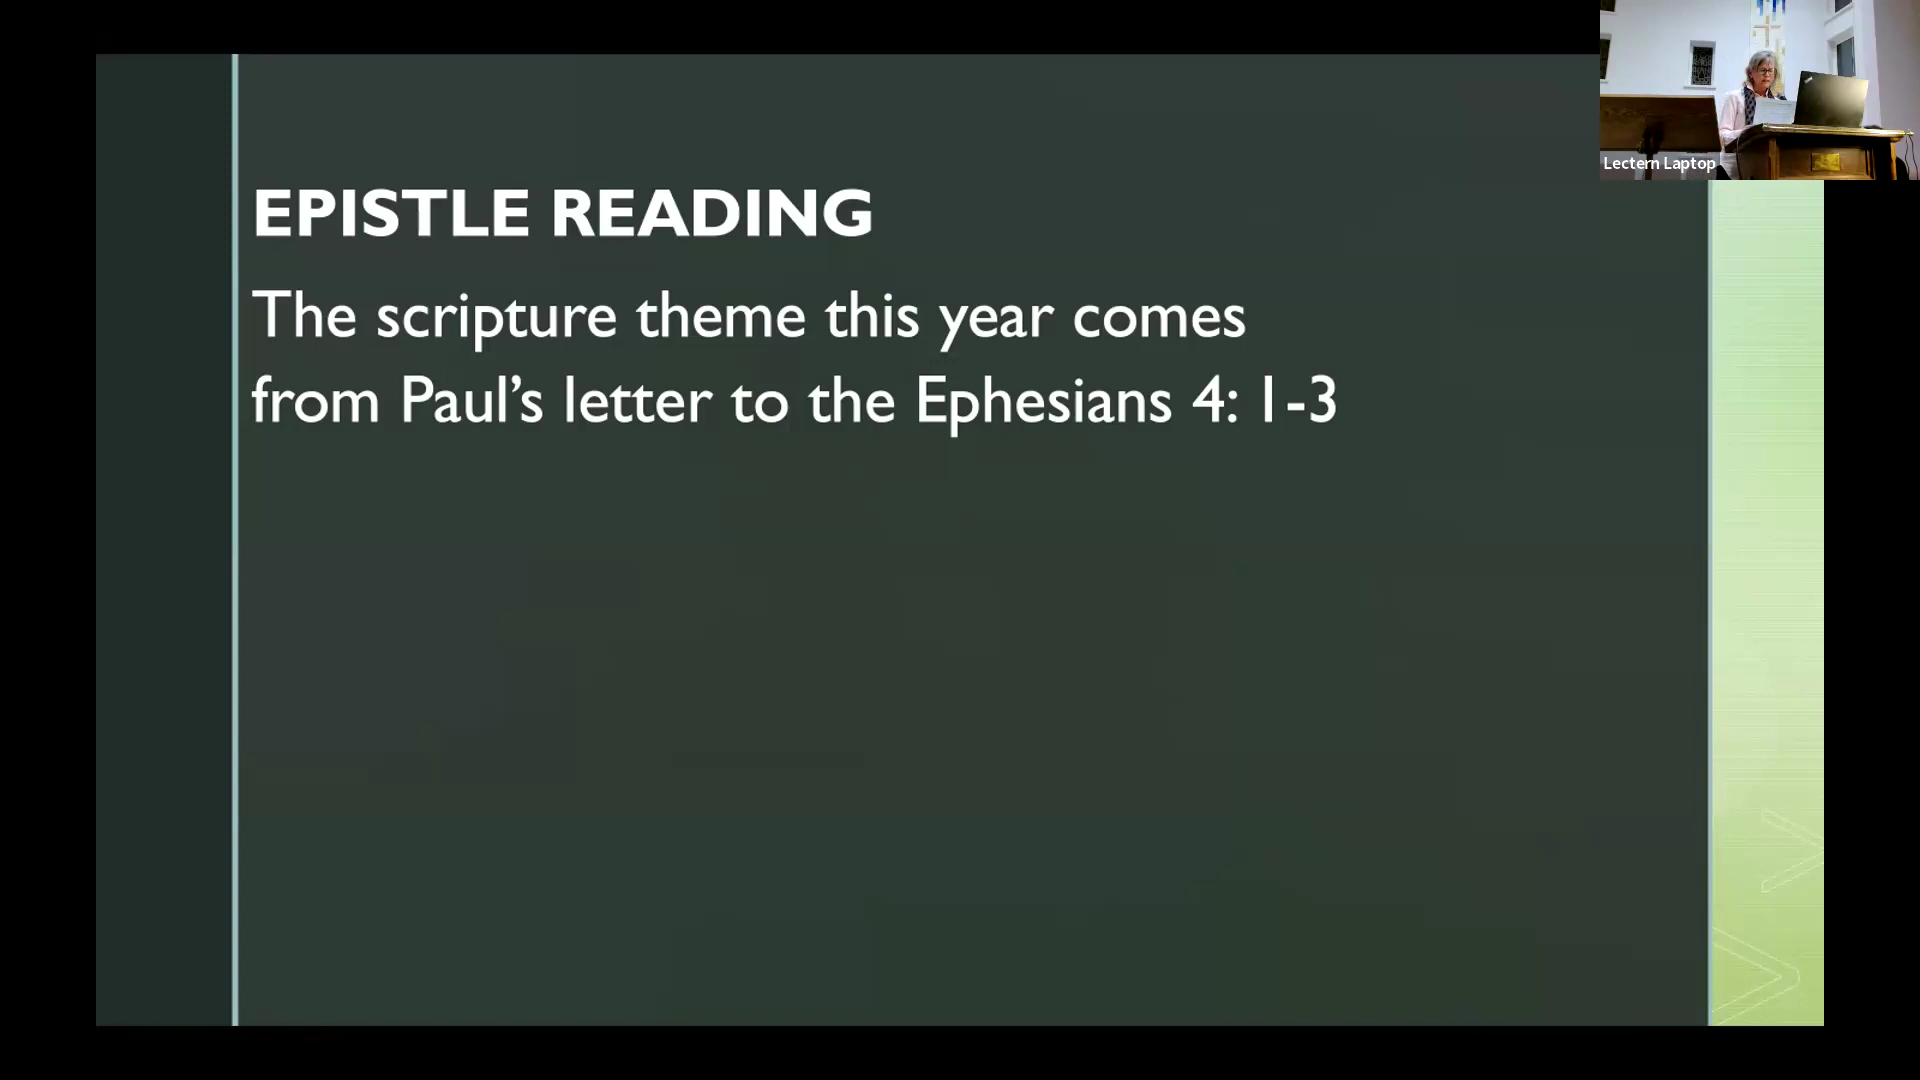 EPISTLE READING
The scripture theme this year comes
from Paul’s letter to the Ephesians 4: 1-3
Lectern Laptop